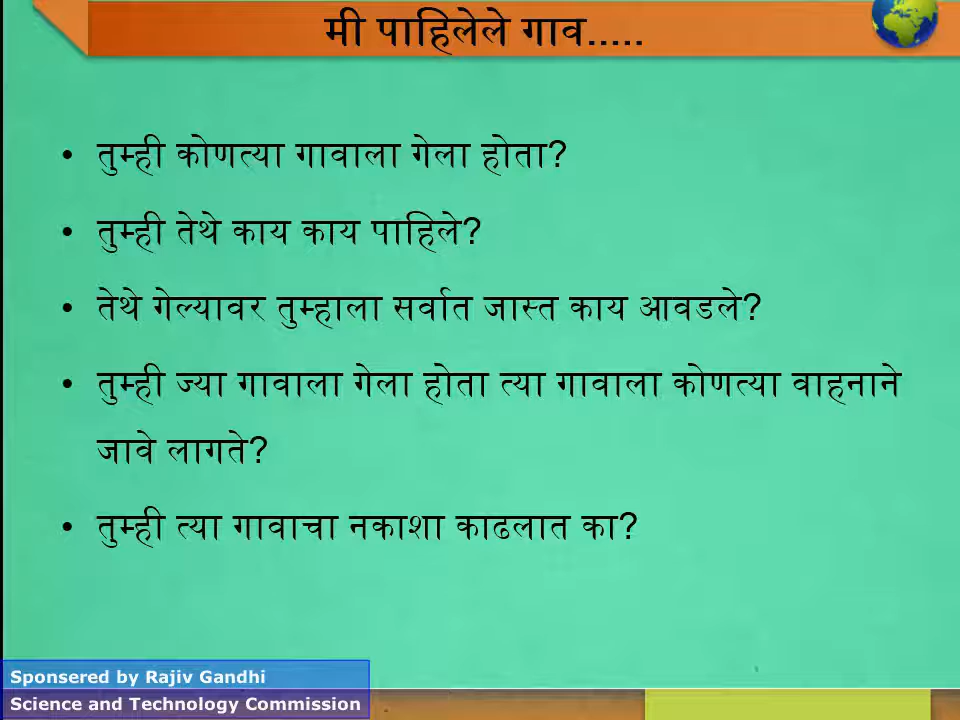 मी पाहिलेले गाव.....
• तुम्ही कोणत्या गावाला गेला होता?
• तुम्ही तेथे काय काय पाहिले?
• तेथे गेल्यावर तुम्हाला सर्वात जास्त काय आवडले?
• तुम्ही ज्या गावाला गेला होता त्या गावाला कोणत्या वाहनाने
जावे लागते?
• तुम्ही त्या गावाचा नकाशा काढलात का?
Sponsered by Rajiv Gandhi
Science and Technology Commission